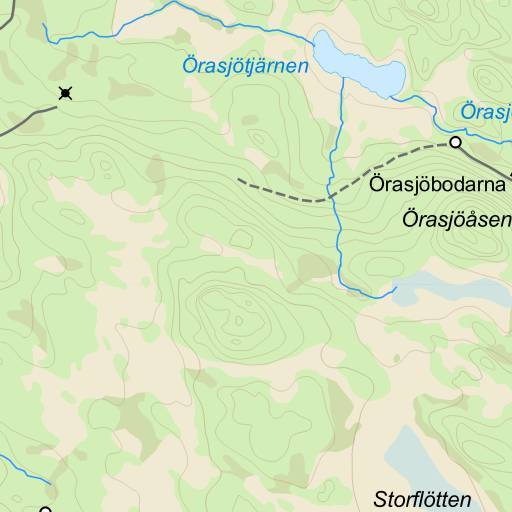 Örasjötjärnen
Örasj
Örasjöbodarna
Örasjöåsen
Storflötten